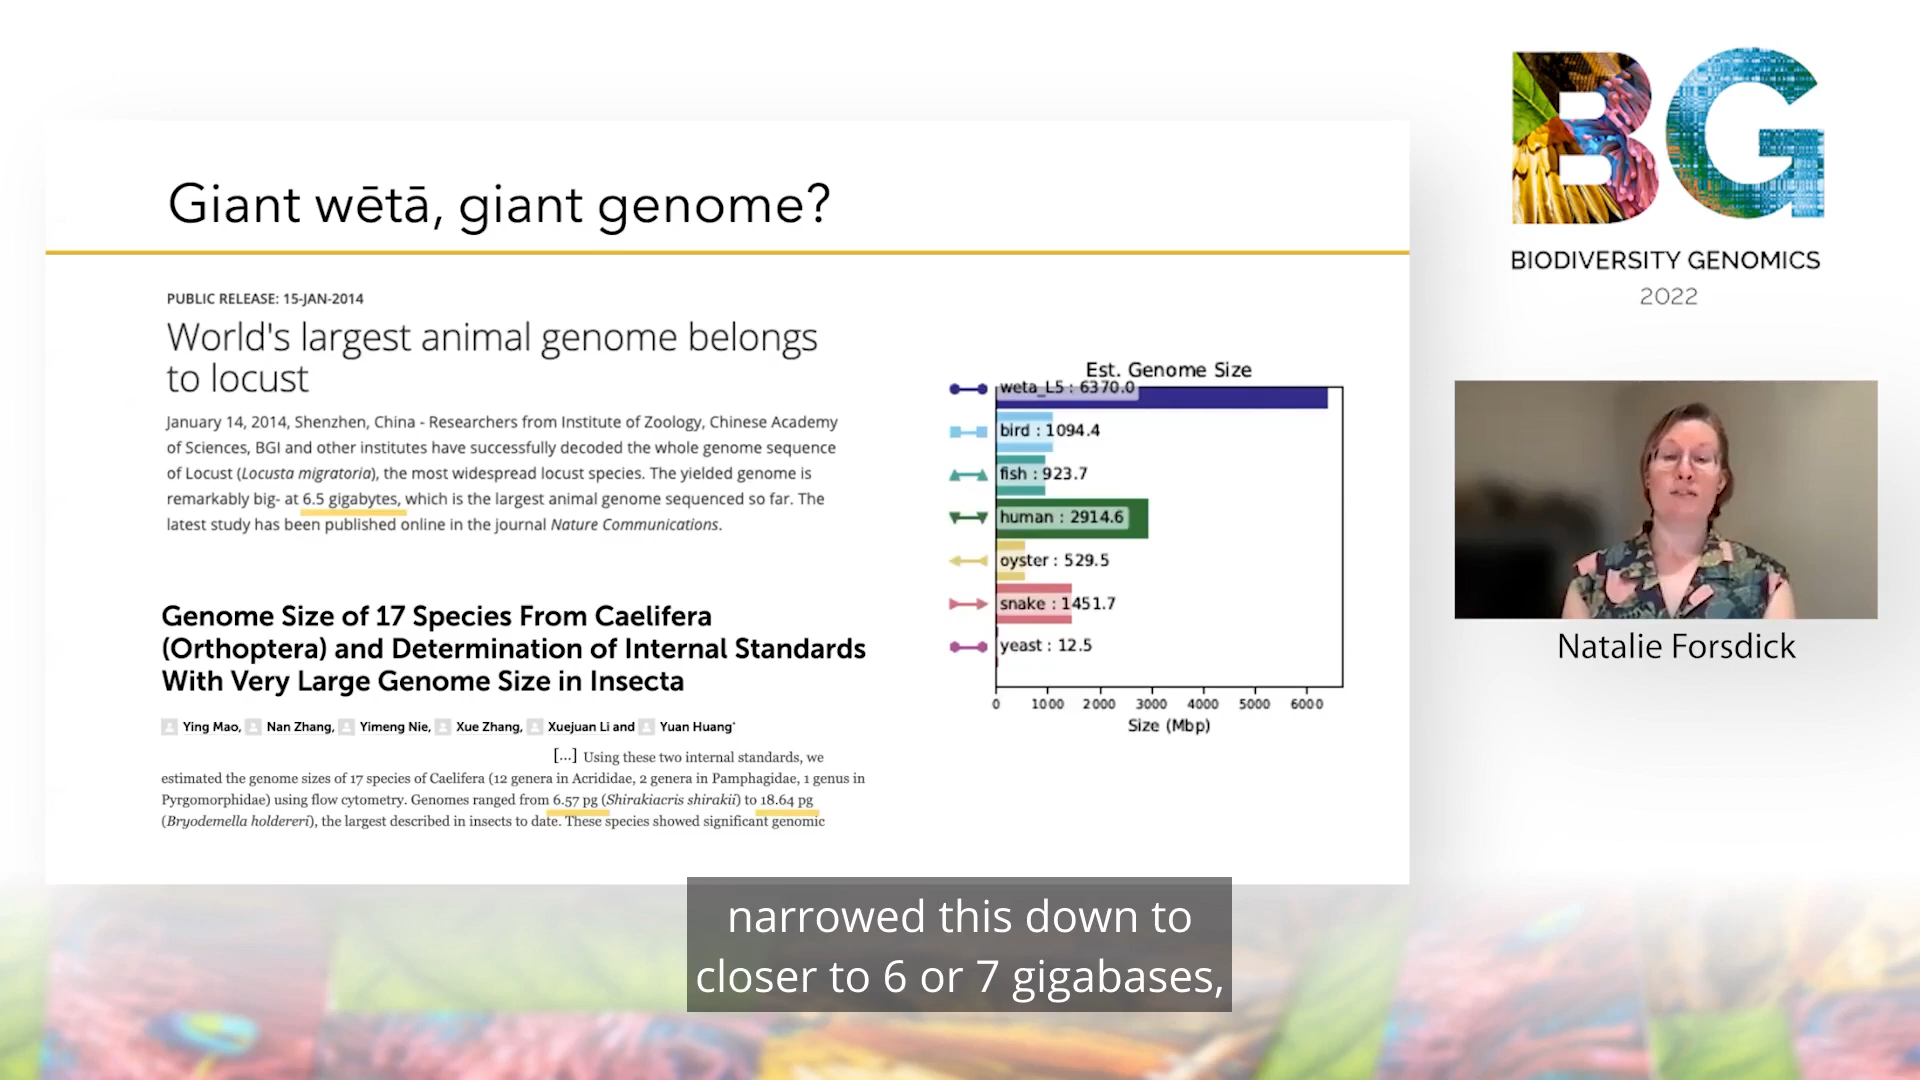 Giant wētā, giant genome?
PUBLIC RELEASE: 15-JAN-2014
World's largest animal genome belongs
to locust
January 14, 2014, Shenzhen, China - Researchers from Institute of Zoology, Chinese Academy
of Sciences, BGI and other institutes have successfully decoded the whole genome sequence
of Locust (Locusta migratoria), the most widespread locust species. The yielded genome is
remarkably big- at 6.5 gigabytes, which is the largest animal genome sequenced so far. The
latest study has been published online in the journal Nature Communications.
Genome Size of 17 Species From Caelifera
(Orthoptera) and Determination of Internal Standards
With Very Large Genome Size in Insecta
Ying Mao, Nan Zhang, Yimeng Nie, Xue Zhang, Xuejuan Li and Yuan Huang*
[...] Using these two internal standards, we
estimated the genome sizes of 17 species of Caelifera (12 genera in Acrididae, 2 genera in Pamphagidae, 1 genus in
Pyrgomorphidae) using flow cytometry. Genomes ranged from 6.57 pg (Shirakiacris shirakii) to 18.64 pg
(Bryodemella holdereri), the largest described in insects to date. These species showed significant genomic
Est. Genome Size
weta_L5 : 6370.0
bird : 1094.4
fish : 923.7
human : 2914.6
oyster : 529.5
snake : 1451.7
yeast : 12.5
0 1000 2000 3000 4000 5000 6000
Size (Mbp)
BG
BIODIVERSITY GENOMICS
2022
Natalie Forsdick
narrowed this down to
closer to 6 or 7 gigabases,